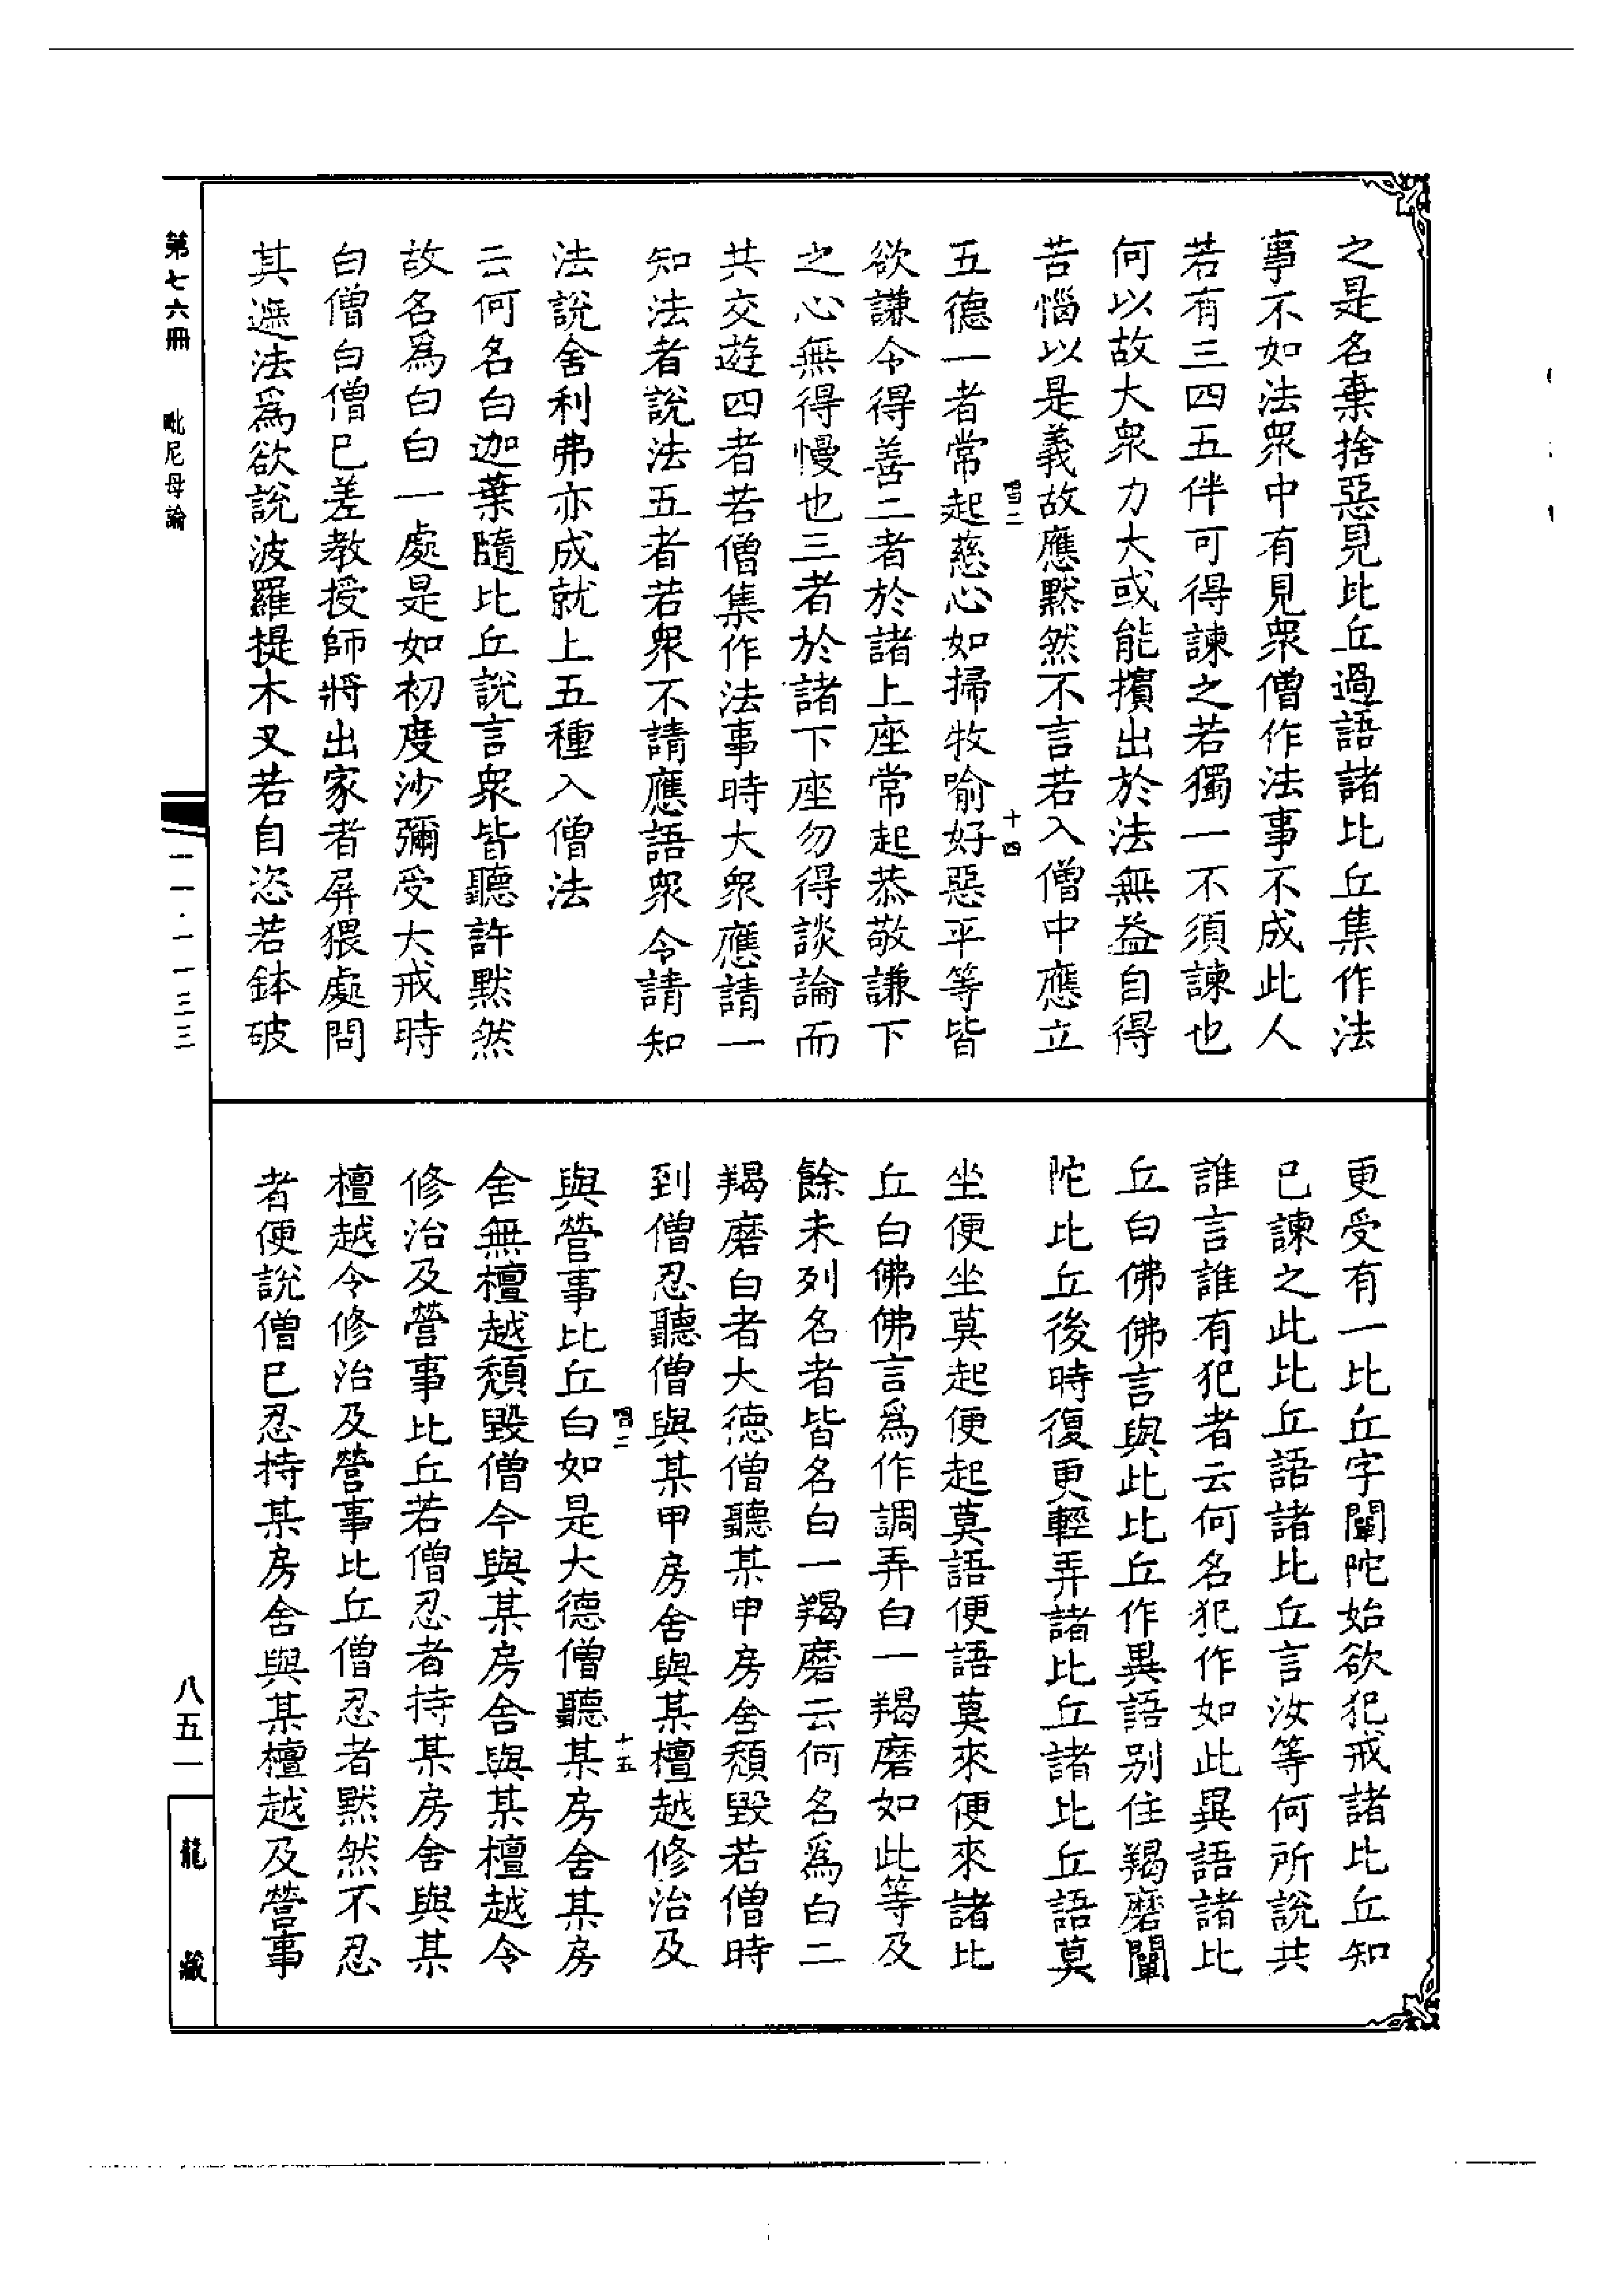 之是名棄捨惡見比丘過語諸比丘集作法
事不如法衆中有見衆僧作法事不成此人
若有三四五伴可得諫之若獨一不須諫也
何以故大衆力大或能擯出於法無益自得
苦惱以是義故應默然不言若入僧中應立
唱二
十四
五德一者常起慈心如掃牧喻好惡平等皆
欲謙令得善二者於諸上座常起恭敬謙下
之心無得慢也三者於諸下座勿得談論而
共交遊四者若僧集作法事時大衆應請一
知法者說法五者若衆不請應語衆令請知
法說舍利弗亦成就上五種入僧法
云何名白迦葉隨比丘說言衆皆聽許默然
故名爲白白一處是如初度沙彌受大戒時
白僧白僧已差教授師將出家者屏猥處問
其遮法爲欲說波羅提木叉若自恣若鉢破
更受有一比丘字闡陀始欲犯戒諸比丘知
已諫之此比丘語諸比丘言汝等何所說共
誰言誰有犯者云何名犯作如此異語諸比
丘白佛佛言與此比丘作異語别住羯磨闡
陀比丘後時復更輕弄諸比丘諸比丘語莫
坐便坐莫起便起莫語便語莫來便來諸比
丘白佛佛言爲作調弄白一羯磨如此等及
餘未列名者皆名白一羯磨云何名爲白二
羯磨白者大德僧聽某甲房舍頹毀若僧時
到僧忍聽僧與某甲房舍與某檀越修治及
唱二
十五
與營事比丘白如是大德僧聽某房舍某房
舍無檀越頹毀僧今與某房舍與某檀越令
修治及營事比丘若僧忍者持某房舍與某
檀越令修治及營事比丘僧忍者默然不忍
者便說僧已忍持某房舍與某檀越及營事
第七六冊
毗尼母論
一一·一一三三
八五一
龍藏